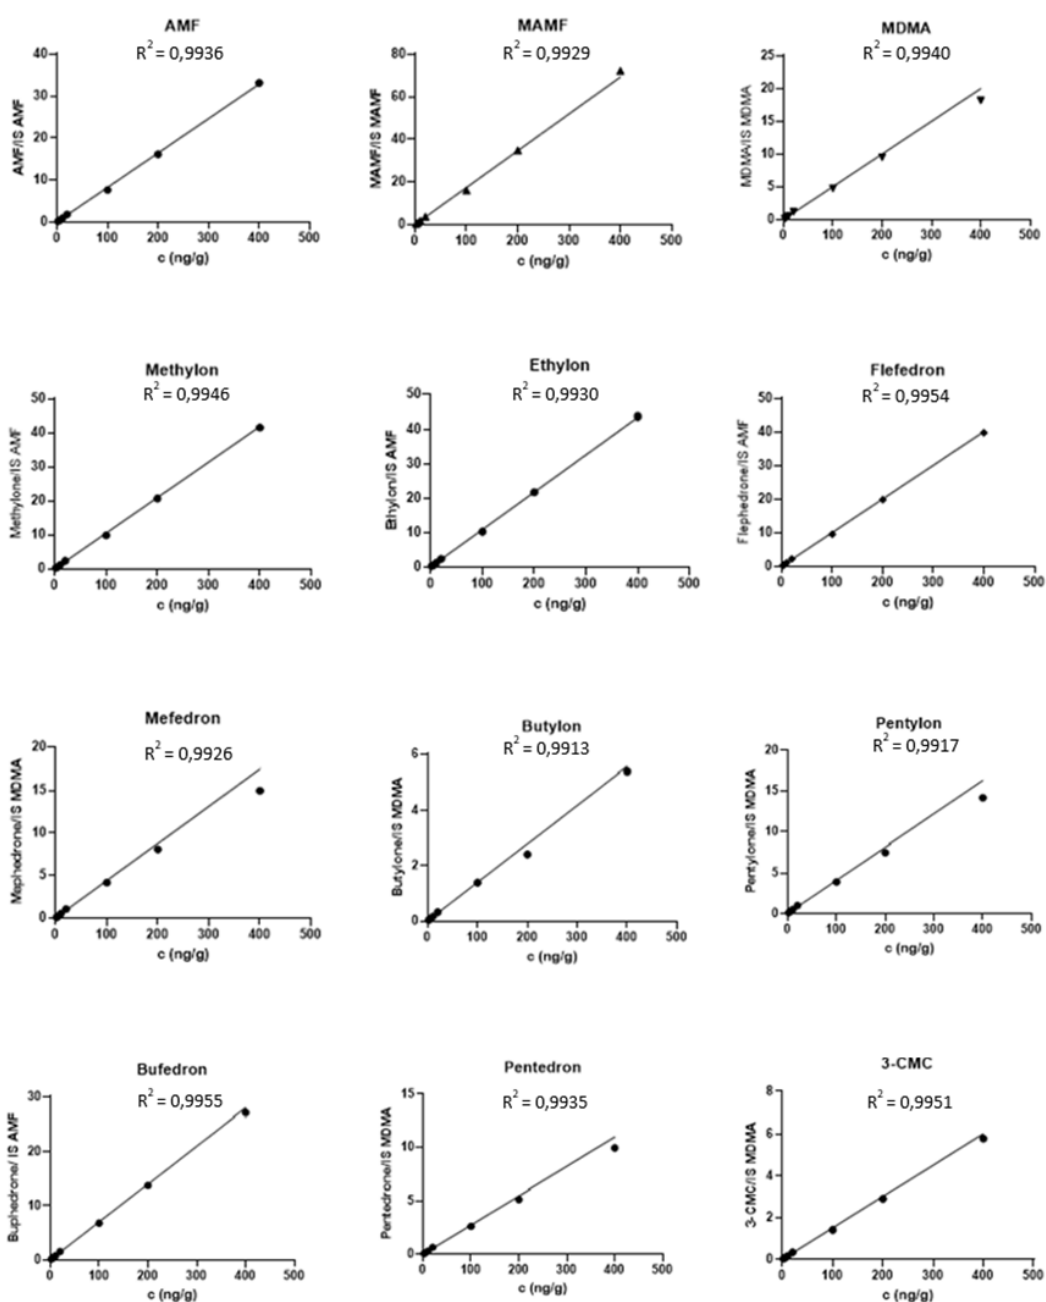 AMF
R² = 0,9936
AMF/IS AMF
40
30
20
10
0
0 100 200 300 400 500
c (ng/g)
MAMF
R² = 0,9929
MAMF/IS MAMF
80
60
40
20
0
0 100 200 300 400 500
c (ng/g)
MDMA
R² = 0,9940
MDMA/IS MDMA
25
20
15
10
5
0
0 100 200 300 400 500
c (ng/g)
Methylon
R² = 0,9946
Methylone/IS AMF
50
40
30
20
10
0
0 100 200 300 400 500
c (ng/g)
Ethylon
R² = 0,9930
Ethylon/IS AMF
50
40
30
20
10
0
0 100 200 300 400 500
c (ng/g)
Flefedron
R² = 0,9954
Flephedrone/IS AMF
50
40
30
20
10
0
0 100 200 300 400 500
c (ng/g)
Mefedron
R² = 0,9926
Mephedrone/IS MDMA
20
15
10
5
0
0 100 200 300 400 500
c (ng/g)
Butylon
R² = 0,9913
Butylone/IS MDMA
6
4
2
0
0 100 200 300 400 500
c (ng/g)
Pentylon
R² = 0,9917
Pentylone/IS MDMA
20
15
10
5
0
0 100 200 300 400 500
c (ng/g)
Bufedron
R² = 0,9955
Buphedrone/ IS AMF
30
20
10
0
0 100 200 300 400 500
c (ng/g)
Pentedron
R² = 0,9935
Pentedrone/IS MDMA
15
10
5
0
0 100 200 300 400 500
c (ng/g)
3-CMC
R² = 0,9951
3-CMC/IS MDMA
8
6
4
2
0
0 100 200 300 400 500
c (ng/g)